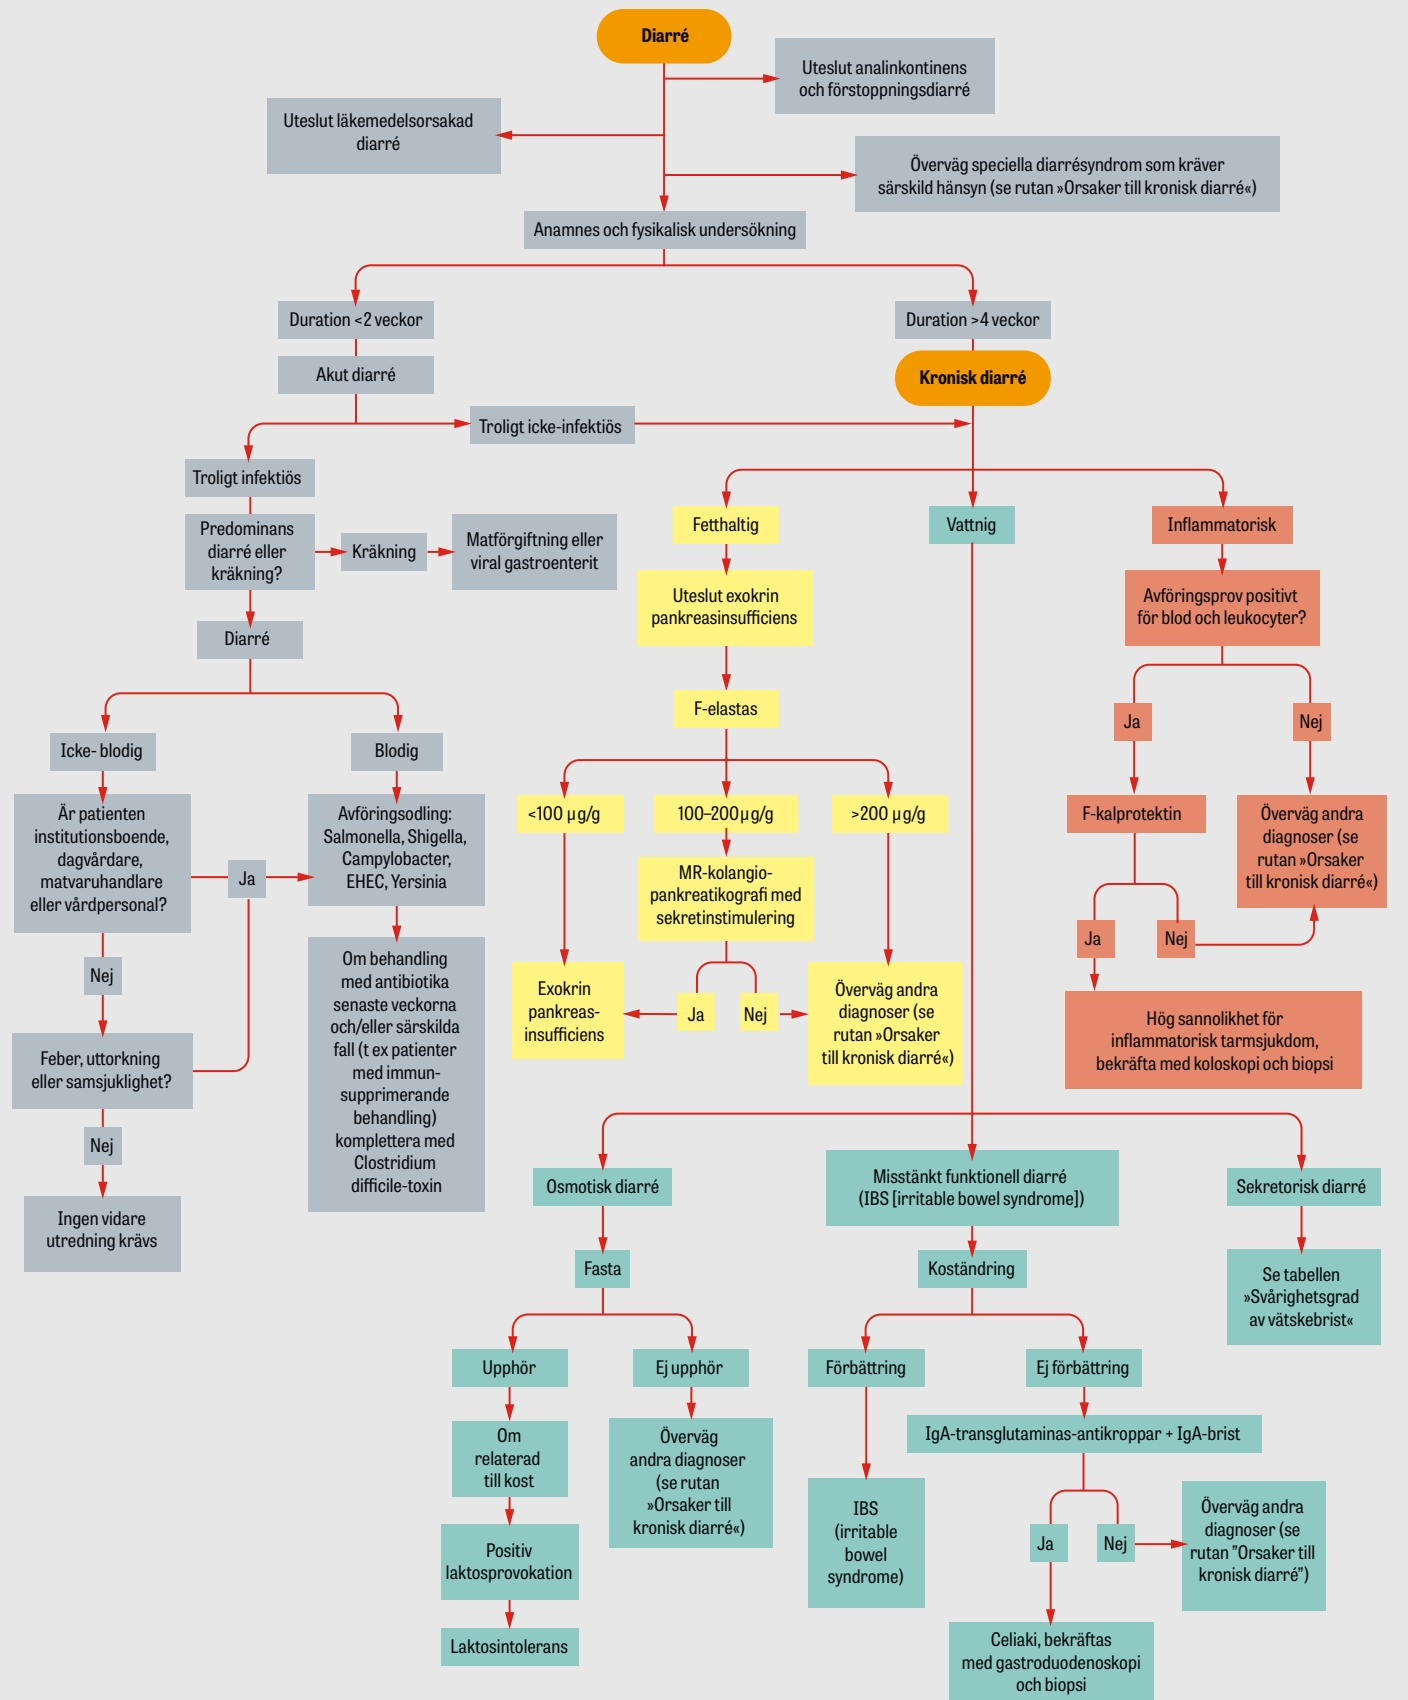 Diarré
Uteslut analinkontinens
och förstoppningsdiarré
Uteslut läkemedelsorsakad
diarré
Överväg speciella diarrésyndrom som kräver
särskild hänsyn (se rutan »Orsaker till kronisk diarré«)
Anamnes och fysikalisk undersökning
Duration <2 veckor
Duration >4 veckor
Akut diarré
Kronisk diarré
Troligt icke-infektiös
Troligt infektiös
Predominans
diarré eller
kräkning?
Kräkning
Matförgiftning eller
viral gastroenterit
Diarré
Icke- blodig
Blodig
Är patienten
institutionsboende,
dagvårdare,
matvaruhandlare
eller vårdpersonal?
Ja
Avföringsodling:
Salmonella, Shigella,
Campylobacter,
EHEC, Yersinia
Nej
Feber, uttorkning
eller samsjuklighet?
Nej
Ingen vidare
utredning krävs
Om behandling
med antibiotika
senaste veckorna
och/eller särskilda
fall (t ex patienter
med immun-
supprimerande
behandling)
komplettera med
Clostridium
difficile-toxin
Fetthaltig
Uteslut exokrin
pankreasinsufficiens
F-elastas
<100 µg/g
100–200µg/g
>200 µg/g
MR-kolangio-
pankreatikografi med
sekretinstimulering
Exokrin
pankreas-
insufficiens
Ja
Nej
Överväg andra
diagnoser (se
rutan »Orsaker
till kronisk diarré«)
Vattnig
Inflammatorisk
Avföringsprov positivt
för blod och leukocyter?
Ja
Nej
F-kalprotektin
Överväg andra
diagnoser (se
rutan »Orsaker
till kronisk diarré«)
Ja
Nej
Hög sannolikhet för
inflammatorisk tarmsjukdom,
bekräfta med koloskopi och biopsi
Osmotisk diarré
Misstänkt funktionell diarré
(IBS [irritable bowel syndrome])
Sekretorisk diarré
Fasta
Koständring
Se tabellen
»Svårighetsgrad
av vätskebrist«
Upphör
Ej upphör
Förbättring
Ej förbättring
Om
relaterad
till kost
Överväg
andra diagnoser
(se rutan
»Orsaker till
kronisk diarré«)
Positiv
laktosprovokation
Laktosintolerans
IBS
(irritable
bowel
syndrome)
IgA-transglutaminas-antikroppar + IgA-brist
Ja
Nej
Överväg andra
diagnoser (se
rutan ”Orsaker till
kronisk diarré”)
Celiaki, bekräftas
med gastroduodenoskopi
och biopsi